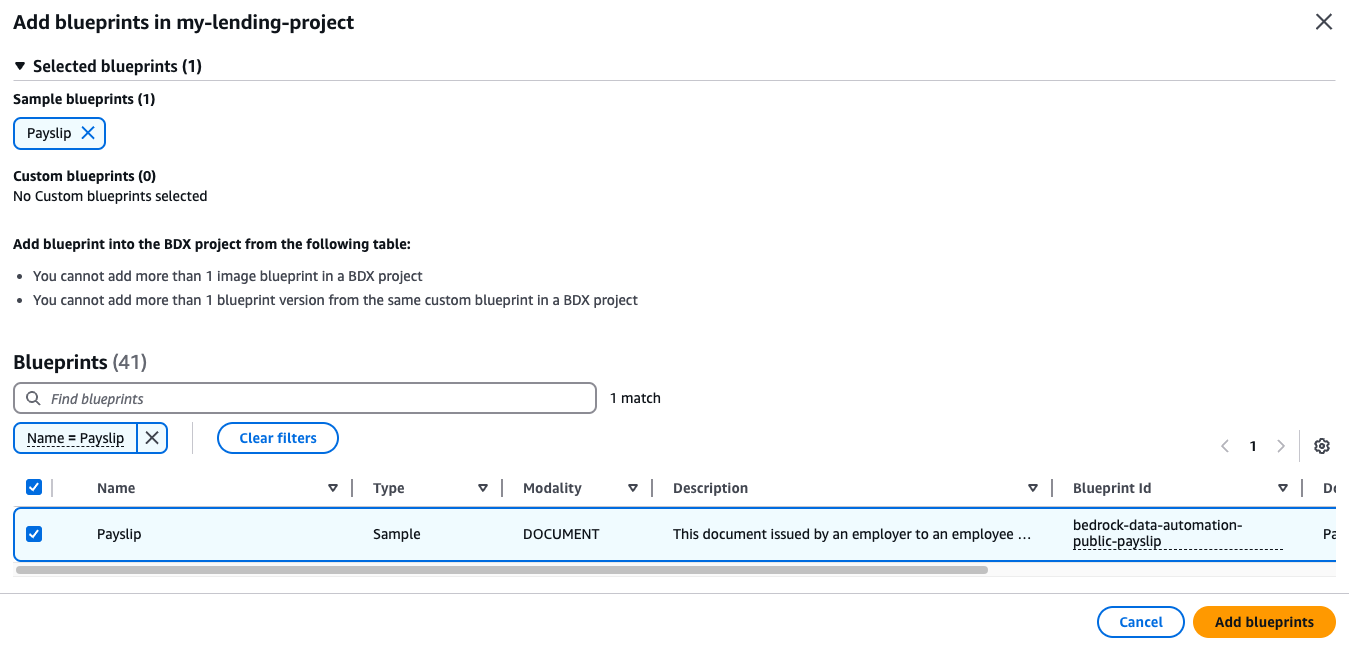 Add blueprints in my-lending-project
Selected blueprints (1)
Sample blueprints (1)
Payslip
Custom blueprints (0)
No Custom blueprints selected
Add blueprint into the BDX project from the following table:
• You cannot add more than 1 image blueprint in a BDX project
• You cannot add more than 1 blueprint version from the same custom blueprint in a BDX project
Blueprints (41)
Find blueprints 1 match
Name = Payslip Clear filters 1
Name Type Modality Description Blueprint Id
Payslip Sample DOCUMENT This document issued by an employer to an employee … bedrock-data-automation-
public-payslip
Cancel Add blueprints